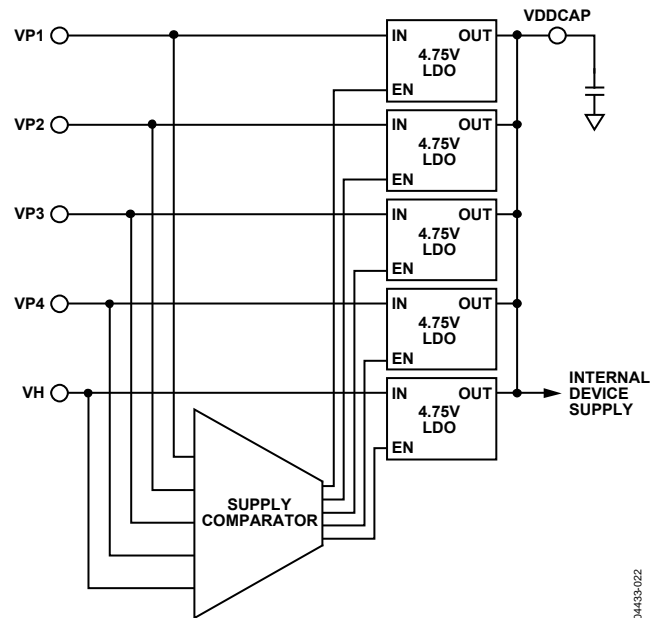 VP1
VP2
VP3
VP4
VH
IN OUT
4.75V
LDO
EN
IN OUT
4.75V
LDO
EN
IN OUT
4.75V
LDO
EN
IN OUT
4.75V
LDO
EN
IN OUT
4.75V
LDO
EN
VDDCAP
INTERNAL
DEVICE
SUPPLY
SUPPLY
COMPARATOR
04433-022